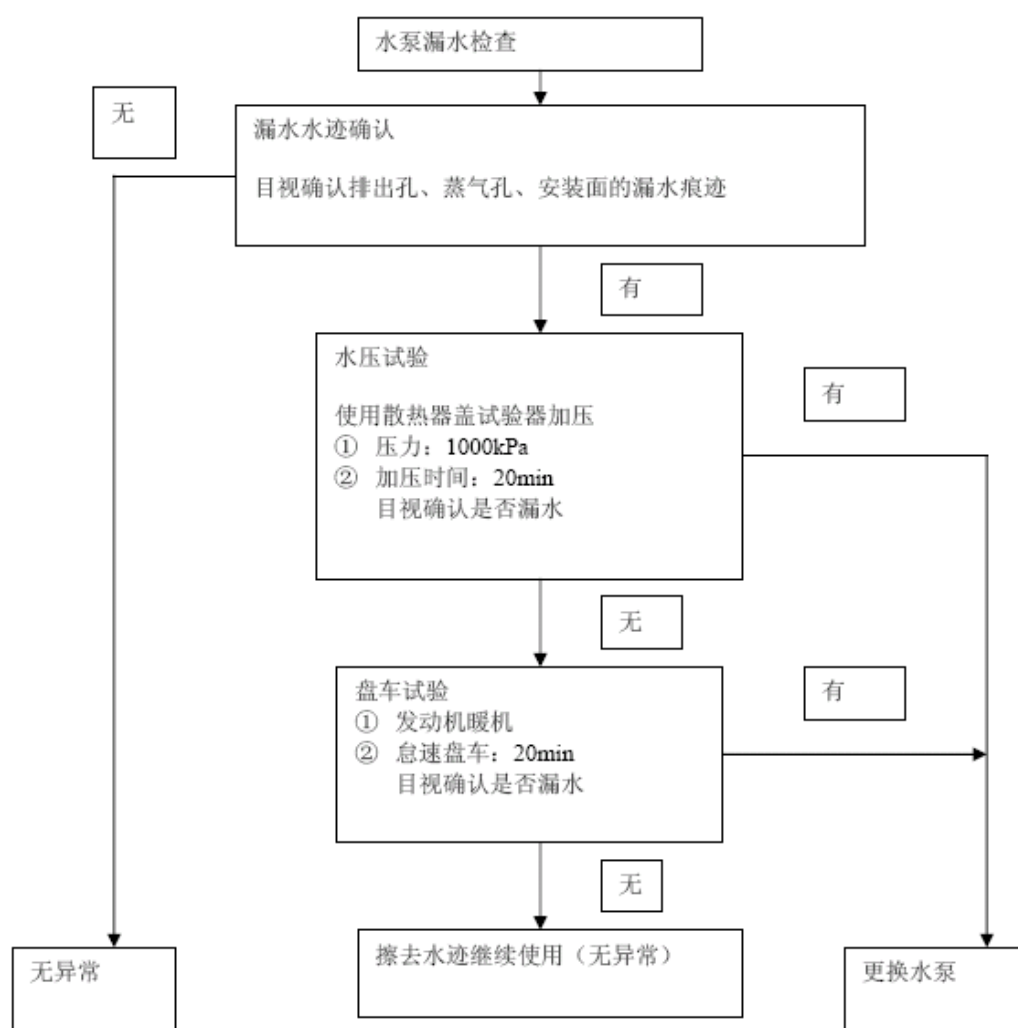 水泵漏水检查
无
漏水水迹确认
目视确认排出孔、蒸气孔、安装面的漏水痕迹
有
水压试验
使用散热器盖试验器加压
① 压力：1000kPa
② 加压时间：20min
目视确认是否漏水
有
无
盘车试验
① 发动机暖机
② 怠速盘车：20min
目视确认是否漏水
有
无
无异常
擦去水迹继续使用（无异常）
更换水泵